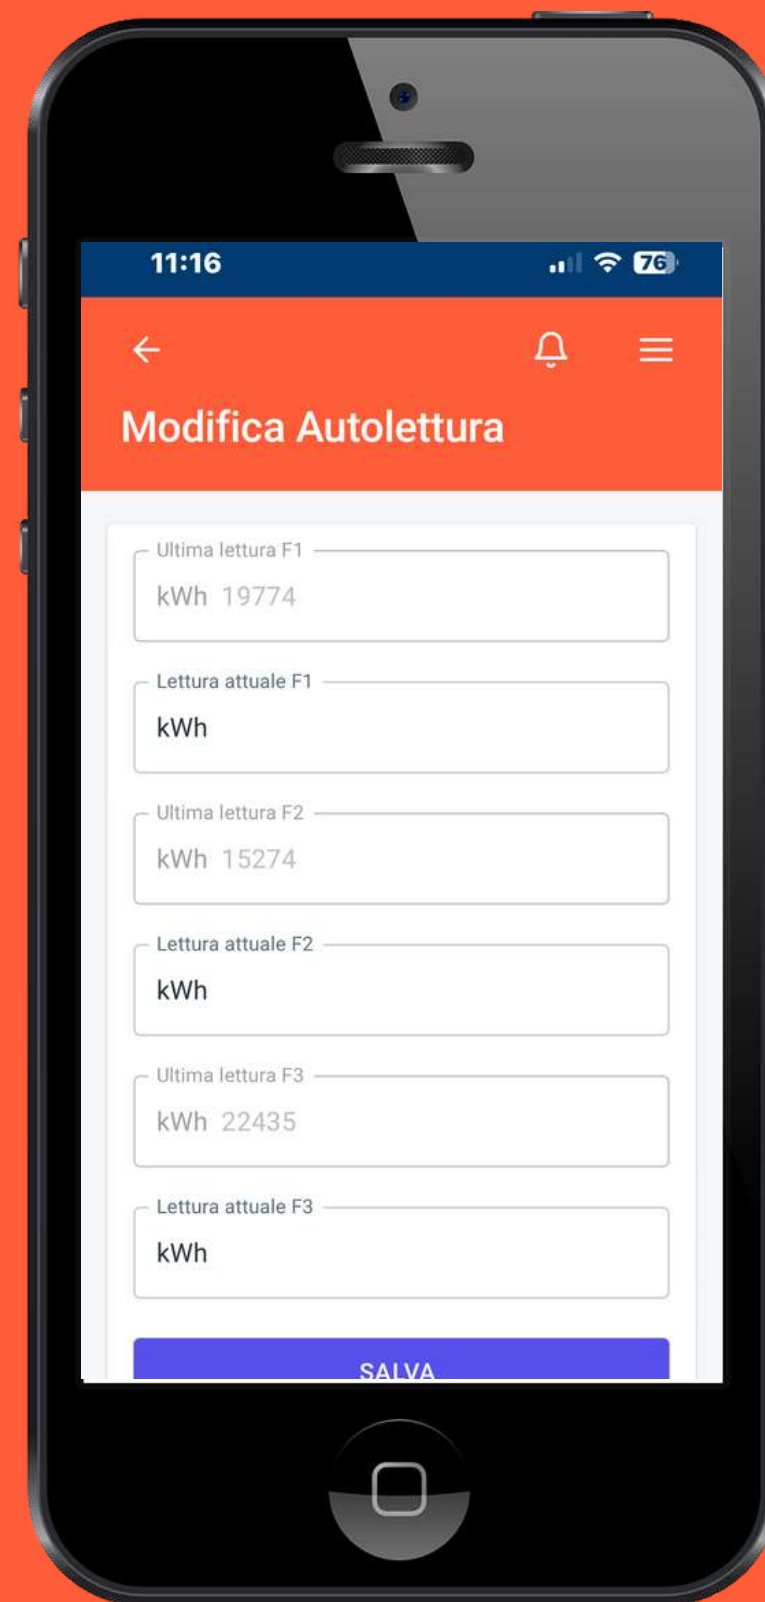 11:16 76
Modifica Autolettura
Ultima lettura F1
kWh 19774
Lettura attuale F1
kWh
Ultima lettura F2
kWh 15274
Lettura attuale F2
kWh
Ultima lettura F3
kWh 22435
Lettura attuale F3
kWh
SALVA